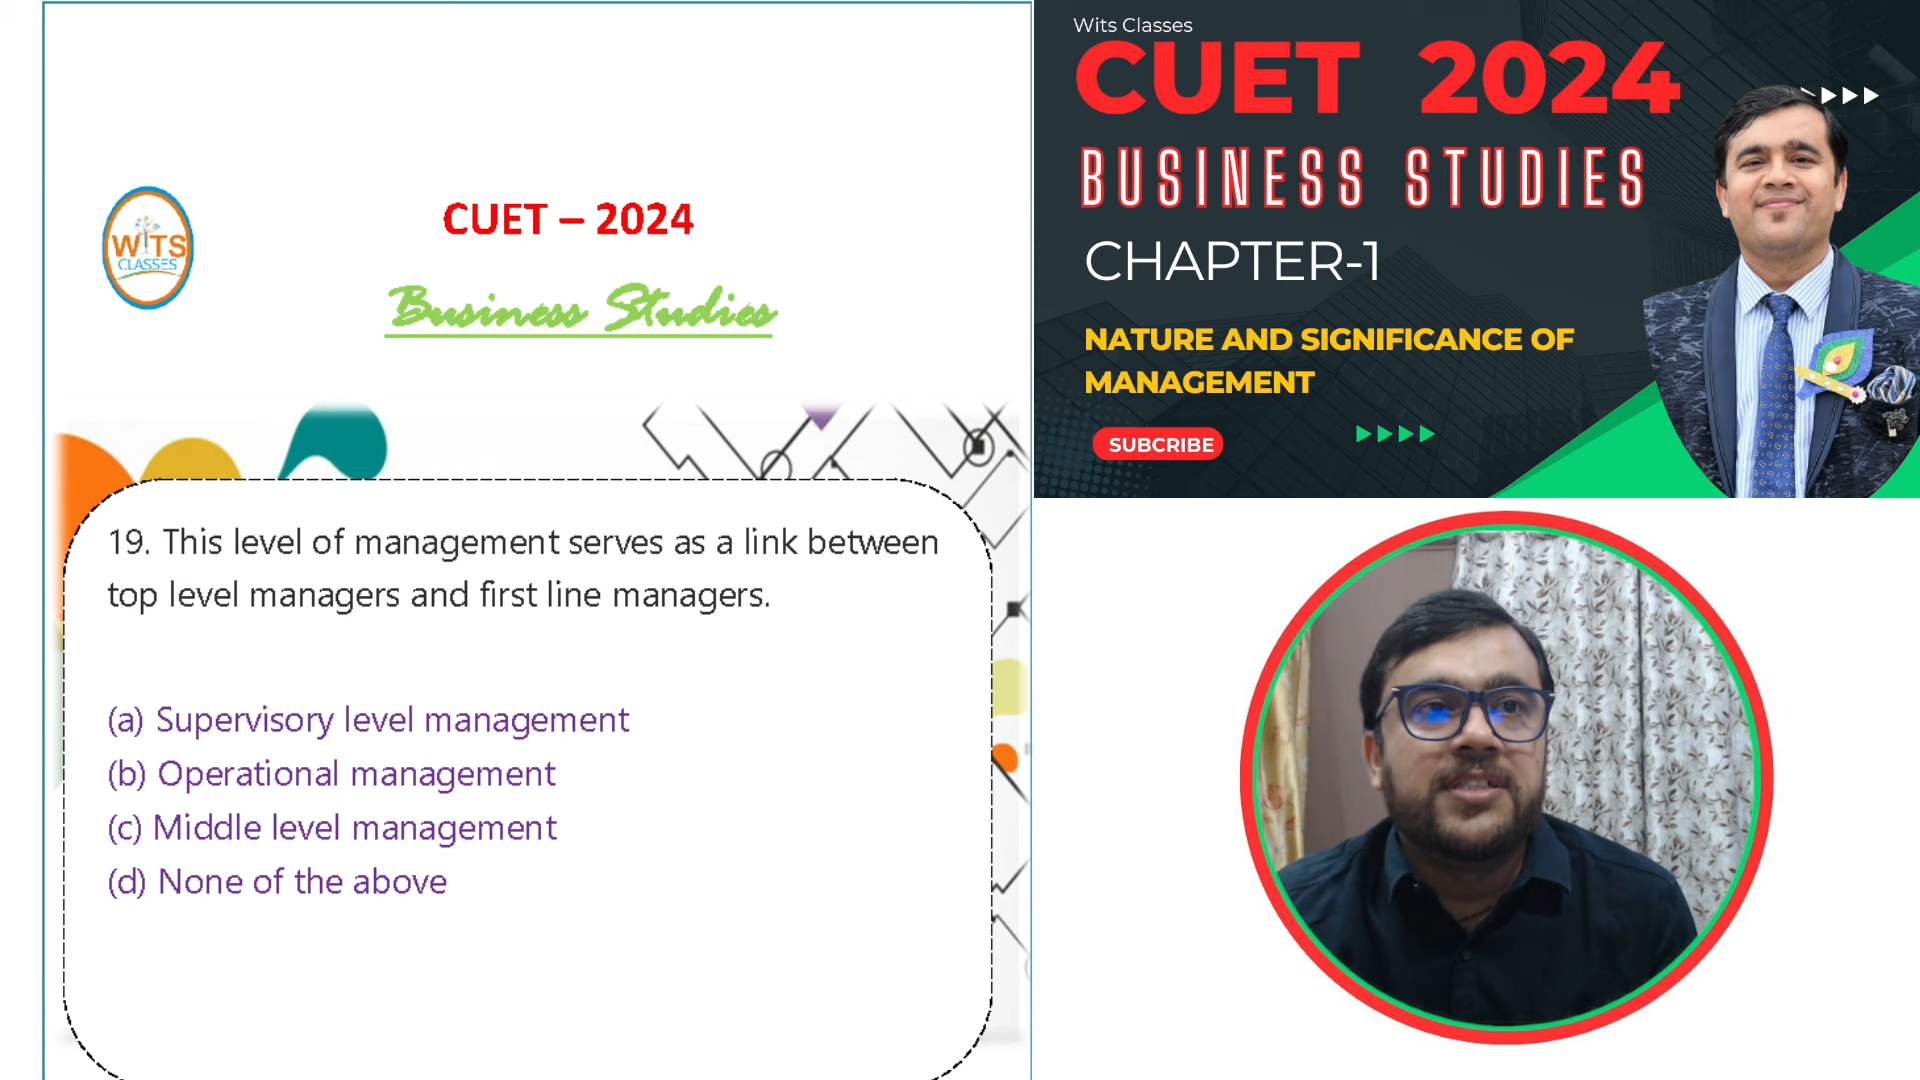 WiTS
CLASSES
CUET – 2024
Business Studies
19. This level of management serves as a link between
top level managers and first line managers.
(a) Supervisory level management
(b) Operational management
(c) Middle level management
(d) None of the above
Wits Classes
CUET 2024
BUSINESS STUDIES
CHAPTER-1
NATURE AND SIGNIFICANCE OF
MANAGEMENT
SUBCRIBE